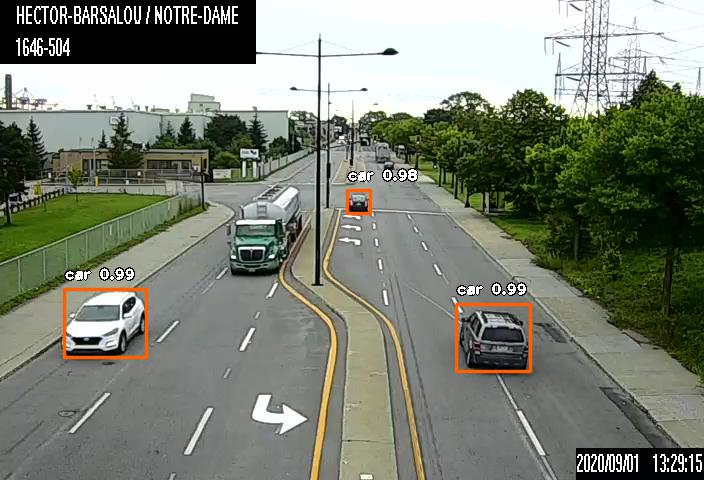 HECTOR-BARSALOU / NOTRE-DAME
1646-504
car 0.98
car 0.99
car 0.99
2020/09/01 13:29:15